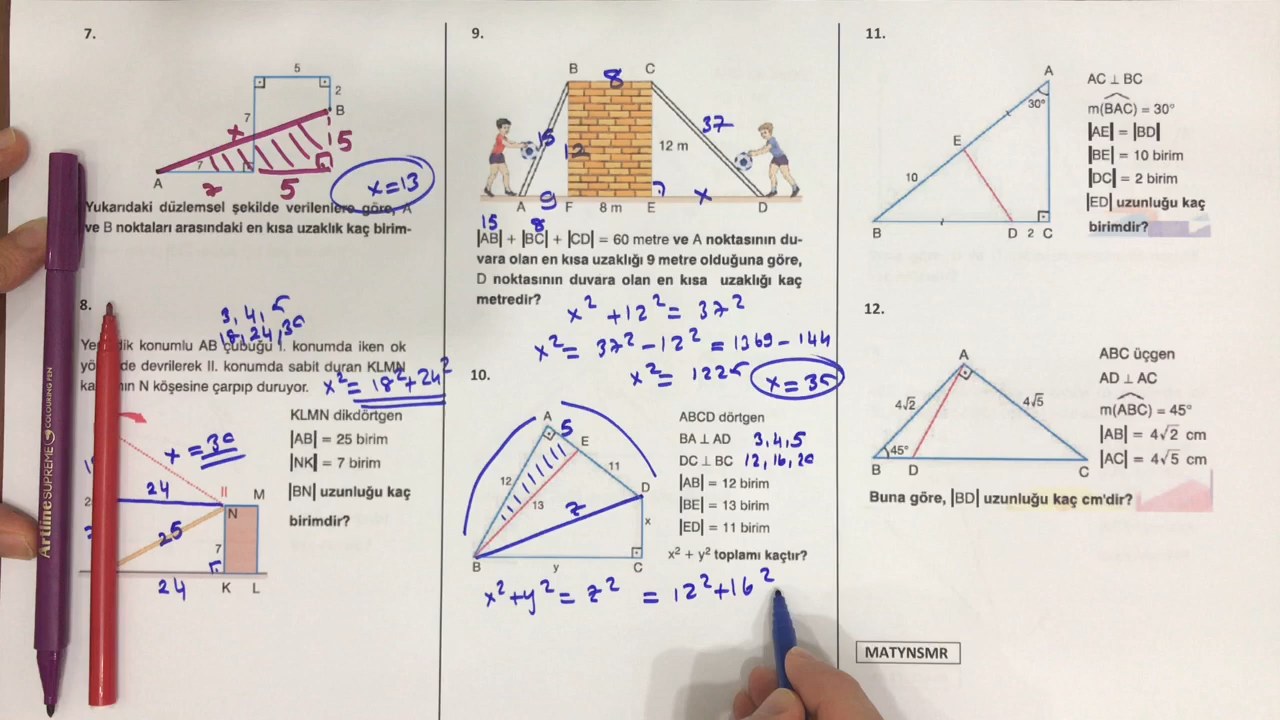 7.
5
2
B
7
x
5
7
A
7
5
x=13
Yukarıdaki düzlemsel şekilde verilenlere göre, A
ve B noktaları arasındaki en kısa uzaklık kaç birim-
8.
3, 4, 5
18, 24, 30
AB çubuğu 1. konumda iken ok
de devrilerek II. konumda sabit duran KLMN
N köşesine çarpıp duruyor.
x² = 18² + 24²
KLMN dikdörtgen
|AB| = 25 birim
|NK| = 7 birim
|BN| uzunluğu kaç
birimdir?
x = 30
24
II
M
N
25
7
K
L
24
Artline SUPREME COLOURING PEN
9.
B
8
C
15
12
37
12 m
9
x
A
F
8 m
E
D
15
8
|AB| + |BC| + |CD| = 60 metre ve A noktasının du-
vara olan en kısa uzaklığı 9 metre olduğuna göre,
D noktasının duvara olan en kısa uzaklığı kaç
metredir?
x² + 12² = 37²
x² = 37² - 12² = 1369 - 144
x² = 1225
x = 35
10.
A
5
E
12
11
13
z
D
x
B
y
C
ABCD dörtgen
BA ⊥ AD
3, 4, 5
DC ⊥ BC
12, 16, 20
|AB| = 12 birim
|BE| = 13 birim
|ED| = 11 birim
x² + y² toplamı kaçtır?
x² + y² = z² = 12² + 16²
11.
A
30°
E
10
B
D
2
C
AC ⊥ BC
m(BAC) = 30°
|AE| = |BD|
|BE| = 10 birim
|DC| = 2 birim
|ED| uzunluğu kaç
birimdir?
12.
A
4√2
4√5
45°
B
D
C
ABC üçgen
AD ⊥ AC
m(ABC) = 45°
|AB| = 4√2 cm
|AC| = 4√5 cm
Buna göre, |BD| uzunluğu kaç cm'dir?
MATYNSMR